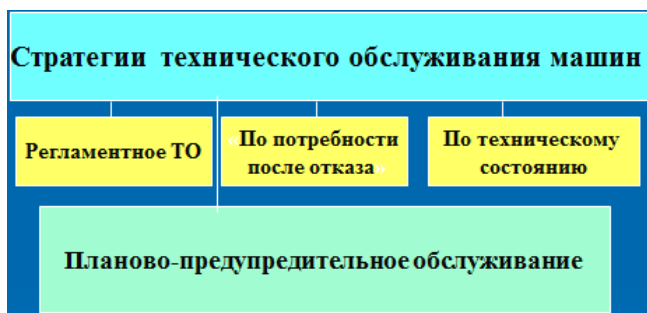 Стратегии технического обслуживания машин
Регламентное ТО
«По потребности
после отказа»
По техническому
состоянию
Планово-предупредительное обслуживание